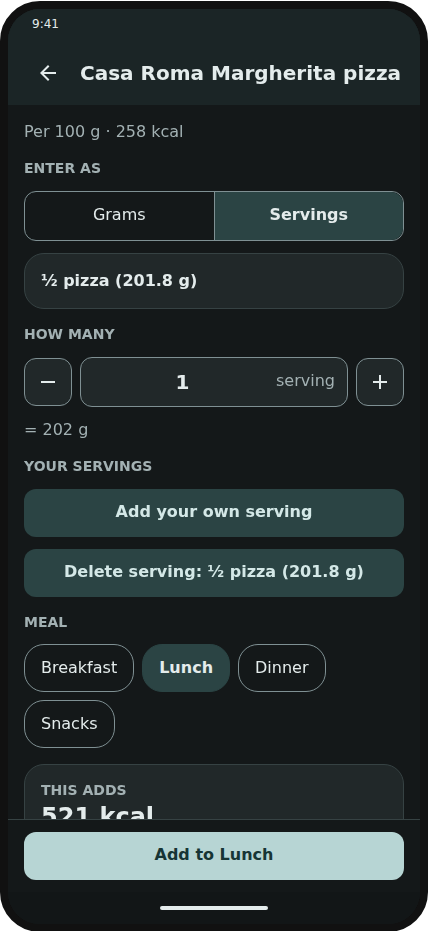 9:41
Casa Roma Margherita pizza
Per 100 g · 258 kcal
ENTER AS
Grams
Servings
½ pizza (201.8 g)
HOW MANY
1
serving
= 202 g
YOUR SERVINGS
Add your own serving
Delete serving: ½ pizza (201.8 g)
MEAL
Breakfast
Lunch
Dinner
Snacks
THIS ADDS
521 kcal
Add to Lunch